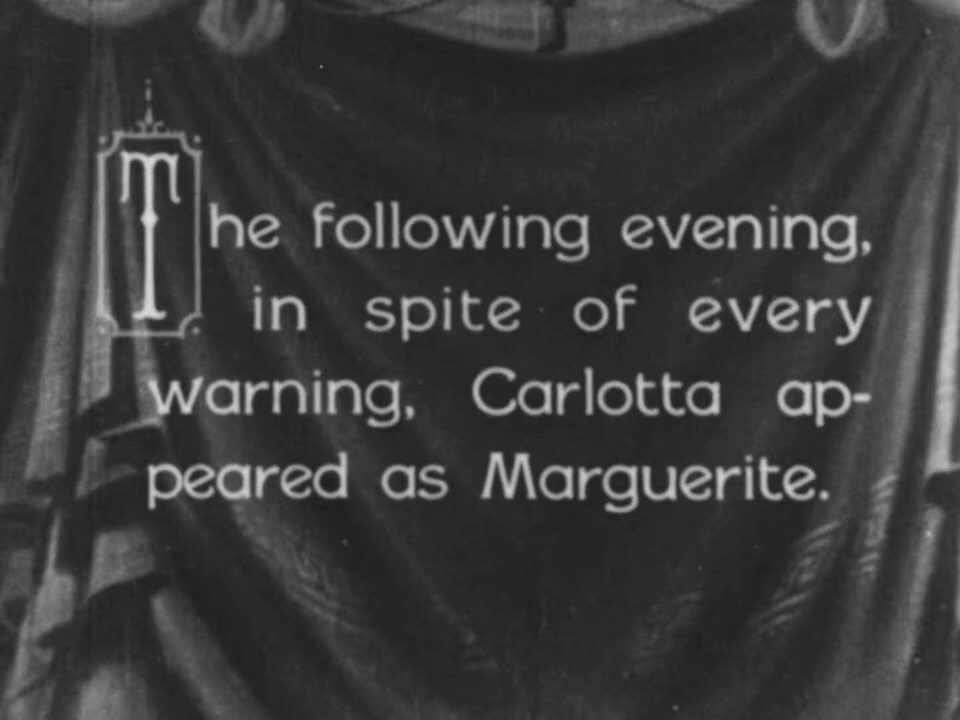 The following evening,
in spite of every
warning, Carlotta ap-
peared as Marguerite.